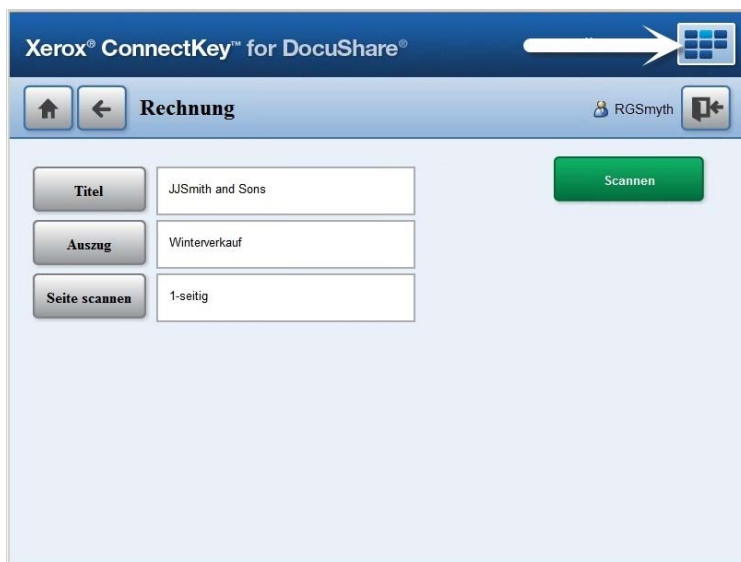 Xerox® ConnectKey™ for DocuShare®
Rechnung
RGSmyth
Titel
JJSmith and Sons
Scannen
Auszug
Winterverkauf
Seite scannen
1-seitig